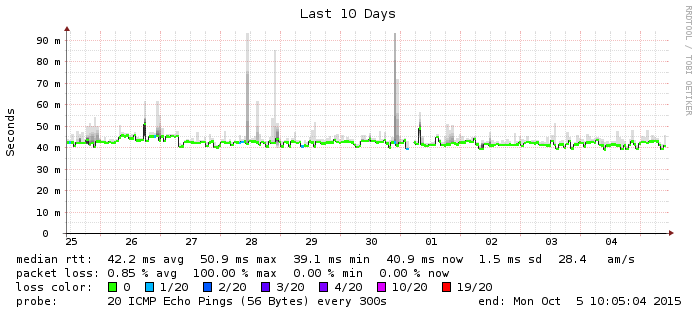 Last 10 Days
RRDTOOL / TOBI OETIKER
Seconds
90 m
80 m
70 m
60 m
50 m
40 m
30 m
20 m
10 m
0
25 26 27 28 29 30 01 02 03 04
median rtt: 42.2 ms avg 50.9 ms max 39.1 ms min 40.9 ms now 1.5 ms sd 28.4 am/s
packet loss: 0.85 % avg 100.00 % max 0.00 % min 0.00 % now
loss color: 0 1/20 2/20 3/20 4/20 10/20 19/20
probe: 20 ICMP Echo Pings (56 Bytes) every 300s end: Mon Oct 5 10:05:04 2015